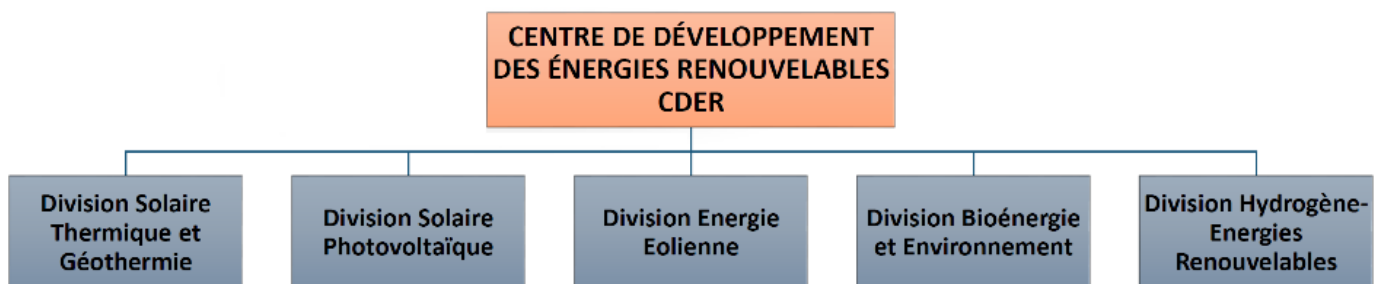 CENTRE DE DÉVELOPPEMENT
DES ÉNERGIES RENOUVELABLES
CDER
Division Solaire
Thermique et
Géothermie
Division Solaire
Photovoltaïque
Division Energie
Eolienne
Division Bioénergie
et Environnement
Division Hydrogène-
Energies
Renouvelables